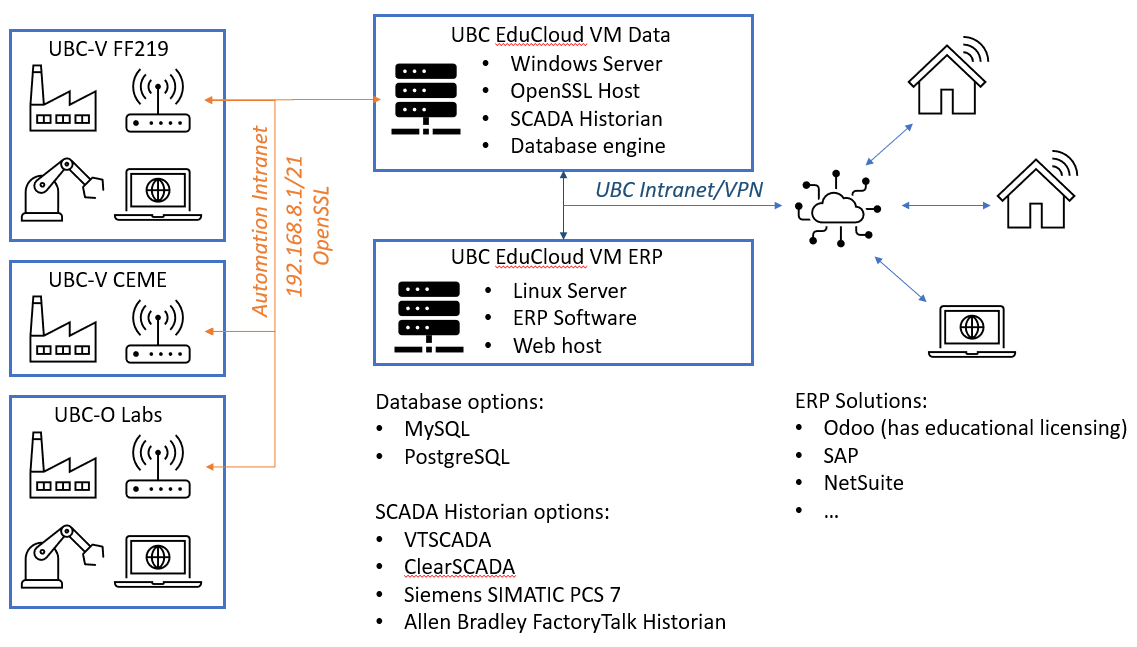 UBC-V FF219
UBC-V CEME
UBC-O Labs
Automation Intranet
192.168.8.1/21
OpenSSL
UBC EduCloud VM Data
• Windows Server
• OpenSSL Host
• SCADA Historian
• Database engine
UBC Intranet/VPN
UBC EduCloud VM ERP
• Linux Server
• ERP Software
• Web host
Database options:
• MySQL
• PostgreSQL
SCADA Historian options:
• VTSCADA
• ClearSCADA
• Siemens SIMATIC PCS 7
• Allen Bradley FactoryTalk Historian
ERP Solutions:
• Odoo (has educational licensing)
• SAP
• NetSuite
• …